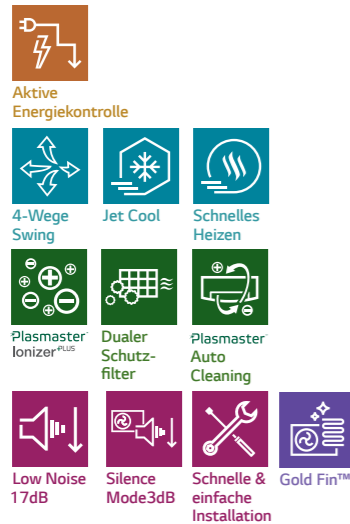 Aktive
Energiekontrolle
4-Wege
Swing
Jet Cool
Schnelles
Heizen
Plasmaster
Ionizer PLUS
Dualer
Schutz-
filter
Plasmaster
Auto
Cleaning
Low Noise
17dB
Silence
Mode3dB
Schnelle &
einfache
Installation
Gold Fin™